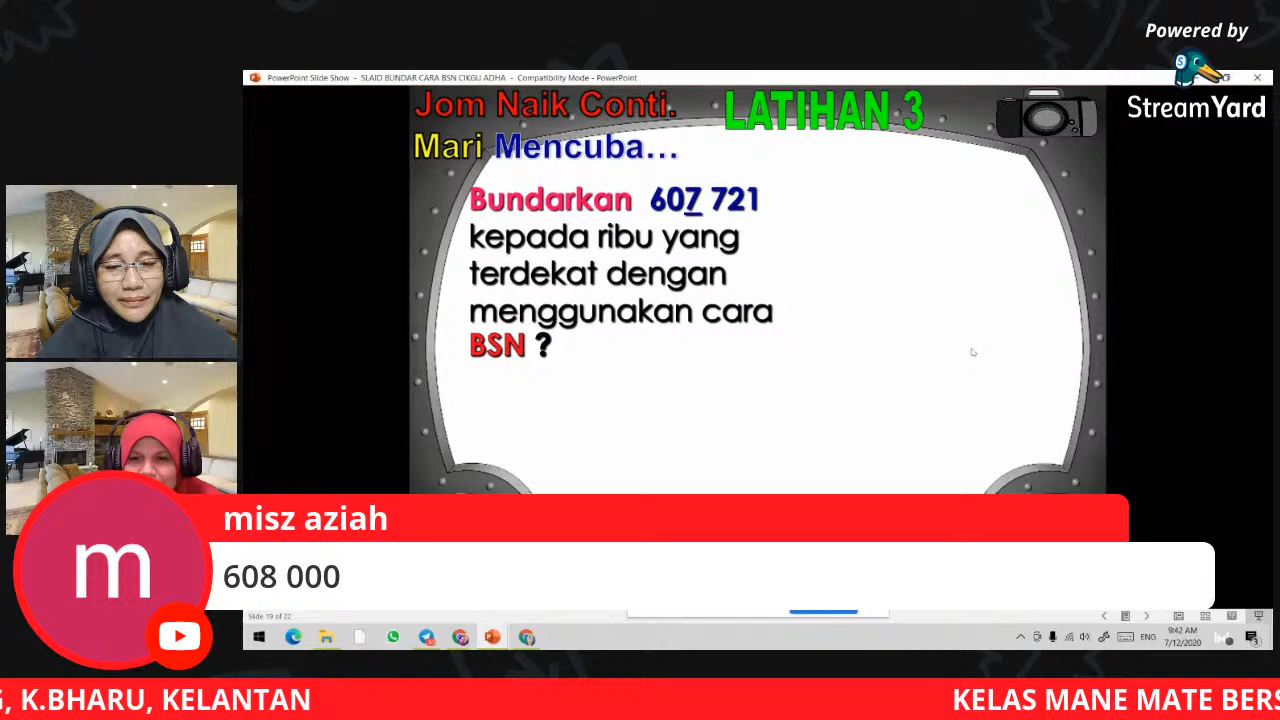 Powered by
StreamYard
PowerPoint Slide Show - SLAID BUNDAR CARA BSN CIKGU ADHA - Compatibility Mode - PowerPoint
Jom Naik Conti.
LATIHAN 3
Mari Mencuba...
Bundarkan 607 721
kepada ribu yang
terdekat dengan
menggunakan cara
BSN ?
misz aziah
m
608 000
Slide 19 of 22
ENG
9:42 AM
7/12/2020
G, K.BHARU, KELANTAN
KELAS MANE MATE BERS